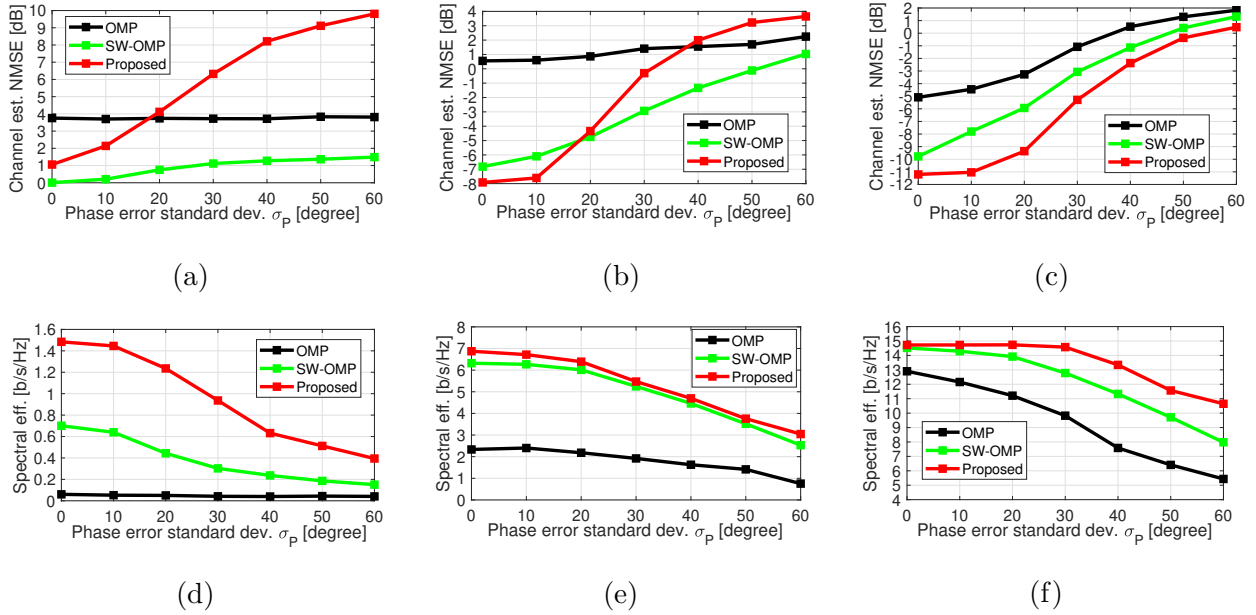 Channel est. NMSE [dB]
10
9
8
7
6
5
4
3
2
1
0
OMP
SW-OMP
Proposed
0 10 20 30 40 50 60
Phase error standard dev. σP [degree]
(a)
Channel est. NMSE [dB]
4
3
2
1
0
-1
-2
-3
-4
-5
-6
-7
-8
OMP
SW-OMP
Proposed
0 10 20 30 40 50 60
Phase error standard dev. σP [degree]
(b)
Channel est. NMSE [dB]
2
1
0
-1
-2
-3
-4
-5
-6
-7
-8
-9
-10
-11
-12
OMP
SW-OMP
Proposed
0 10 20 30 40 50 60
Phase error standard dev. σP [degree]
(c)
Spectral eff. [b/s/Hz]
1.6
1.4
1.2
1
0.8
0.6
0.4
0.2
0
OMP
SW-OMP
Proposed
0 10 20 30 40 50 60
Phase error standard dev. σP [degree]
(d)
Spectral eff. [b/s/Hz]
8
7
6
5
4
3
2
1
0
OMP
SW-OMP
Proposed
0 10 20 30 40 50 60
Phase error standard dev. σP [degree]
(e)
Spectral eff. [b/s/Hz]
16
15
14
13
12
11
10
9
8
7
6
5
4
OMP
SW-OMP
Proposed
0 10 20 30 40 50 60
Phase error standard dev. σP [degree]
(f)